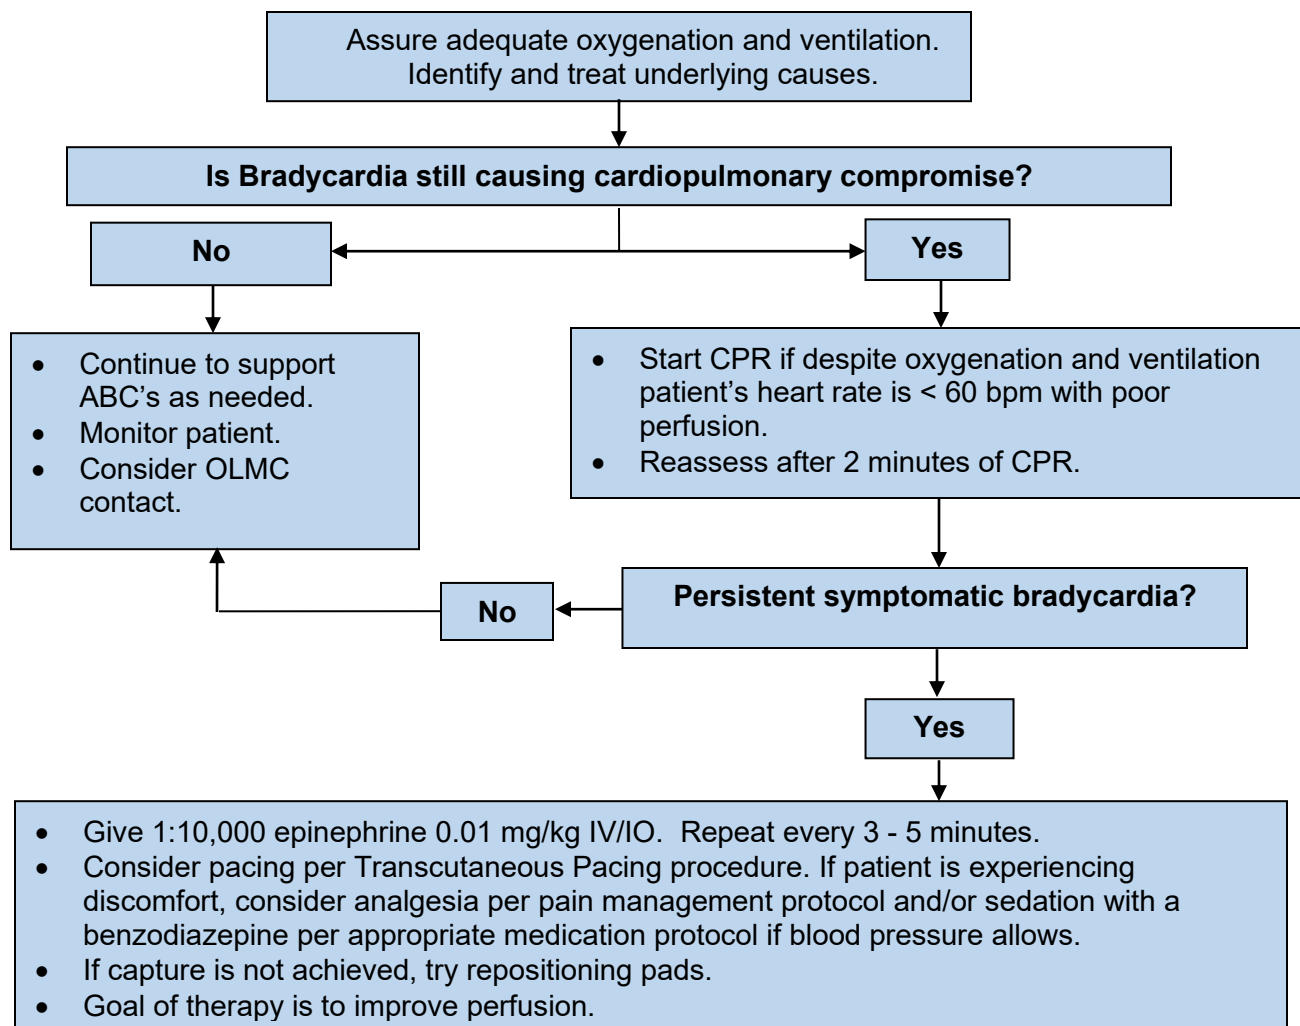 Assure adequate oxygenation and ventilation.
Identify and treat underlying causes.
Is Bradycardia still causing cardiopulmonary compromise?
No
Yes
• Continue to support
ABC's as needed.
• Monitor patient.
• Consider OLMC
contact.
• Start CPR if despite oxygenation and ventilation
patient's heart rate is < 60 bpm with poor
perfusion.
• Reassess after 2 minutes of CPR.
Persistent symptomatic bradycardia?
No
Yes
• Give 1:10,000 epinephrine 0.01 mg/kg IV/IO.  Repeat every 3 - 5 minutes.
• Consider pacing per Transcutaneous Pacing procedure. If patient is experiencing
discomfort, consider analgesia per pain management protocol and/or sedation with a
benzodiazepine per appropriate medication protocol if blood pressure allows.
• If capture is not achieved, try repositioning pads.
• Goal of therapy is to improve perfusion.